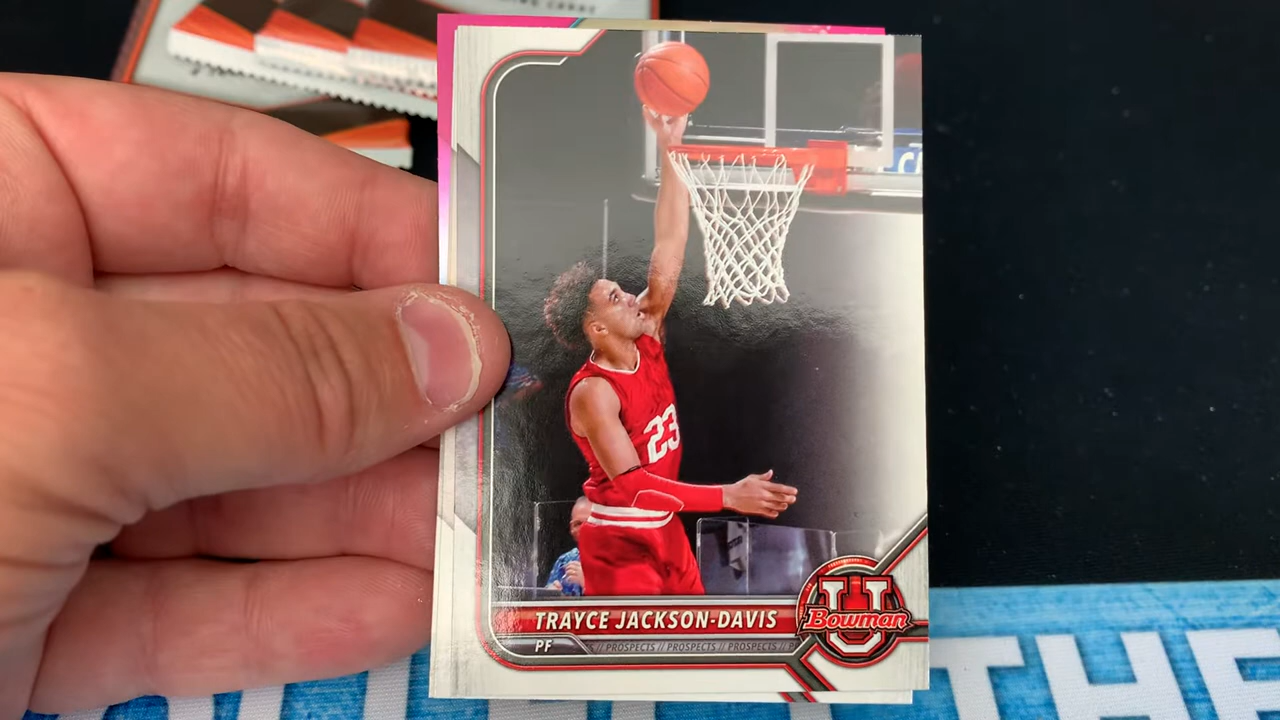 23
TRAYCE JACKSON-DAVIS
U
Bowman
PF
// PROSPECTS // PROSPECTS // PROSPECTS // P
THE